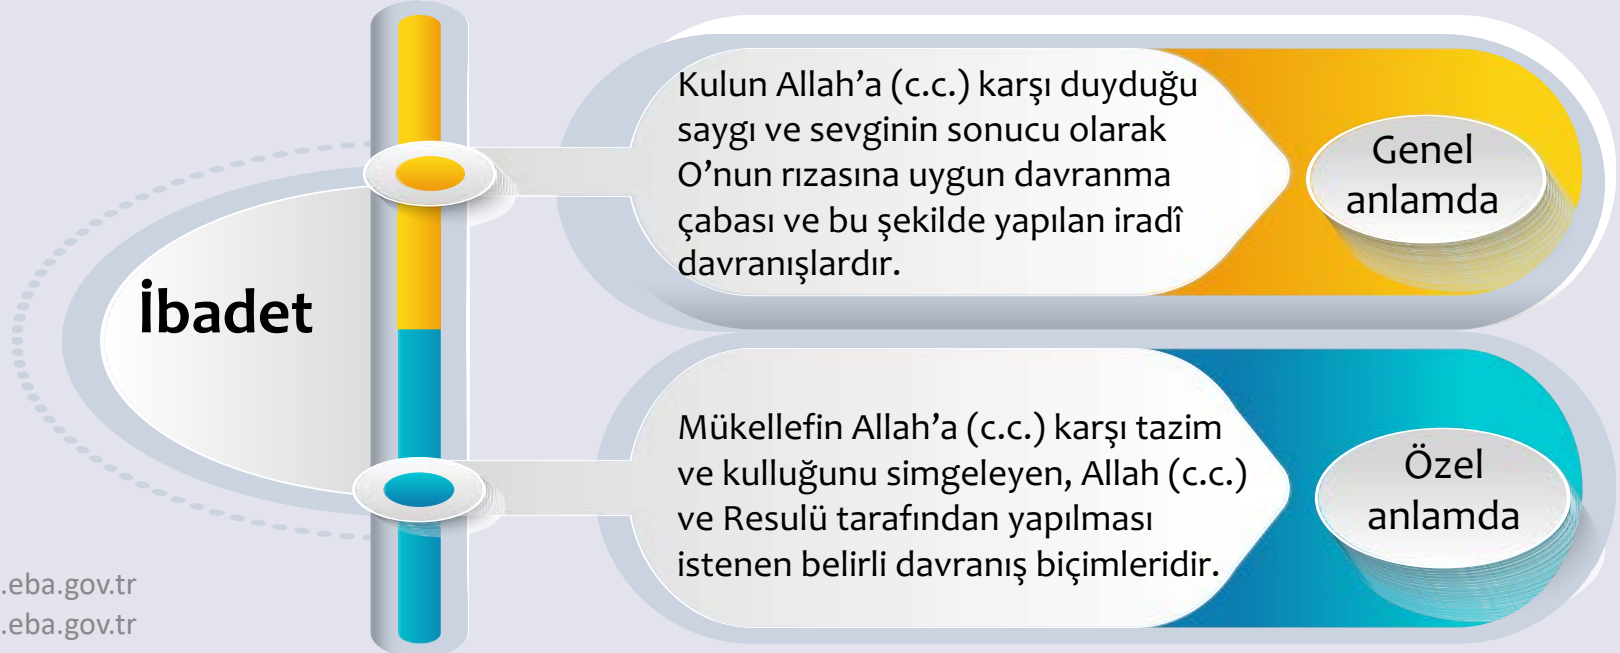 İbadet
Kulun Allah’a (c.c.) karşı duyduğu
saygı ve sevginin sonucu olarak
O’nun rızasına uygun davranma
çabası ve bu şekilde yapılan iradî
davranışlardır.
Genel
anlamda
Mükellefin Allah’a (c.c.) karşı tazim
ve kulluğunu simgeleyen, Allah (c.c.)
ve Resulü tarafından yapılması
istenen belirli davranış biçimleridir.
Özel
anlamda
.eba.gov.tr
.eba.gov.tr